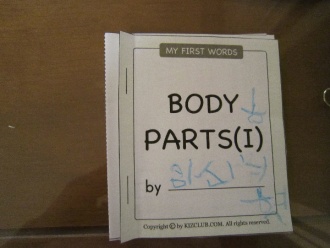 MY FIRST WORDS
BODY
PARTS(I)
by
Copyright ⓒ by KIZCLUB.COM. All rights reserved.